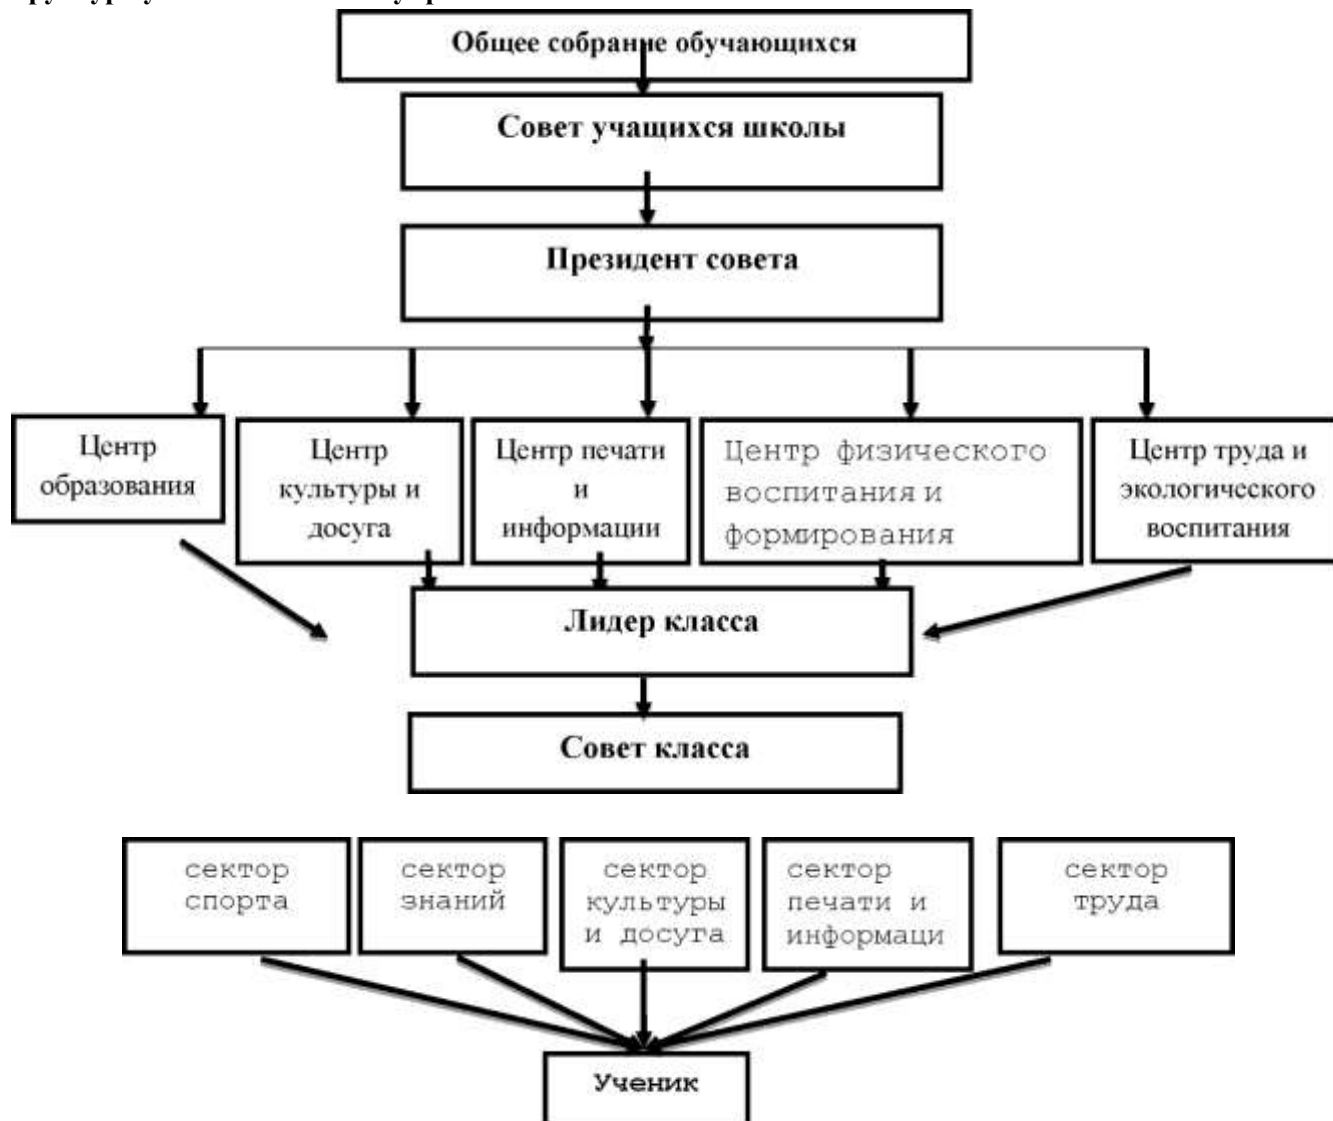 Общее собрание обучающихся
Совет учащихся школы
Президент совета
Центр
образования
Центр
культуры и
досуга
Центр печати
и
информации
Центр физического
воспитания и
формирования
Центр труда и
экологического
воспитания
Лидер класса
Совет класса
сектор
спорта
сектор
знаний
сектор
культуры
и досуга
сектор
печати и
информаци
сектор
труда
Ученик